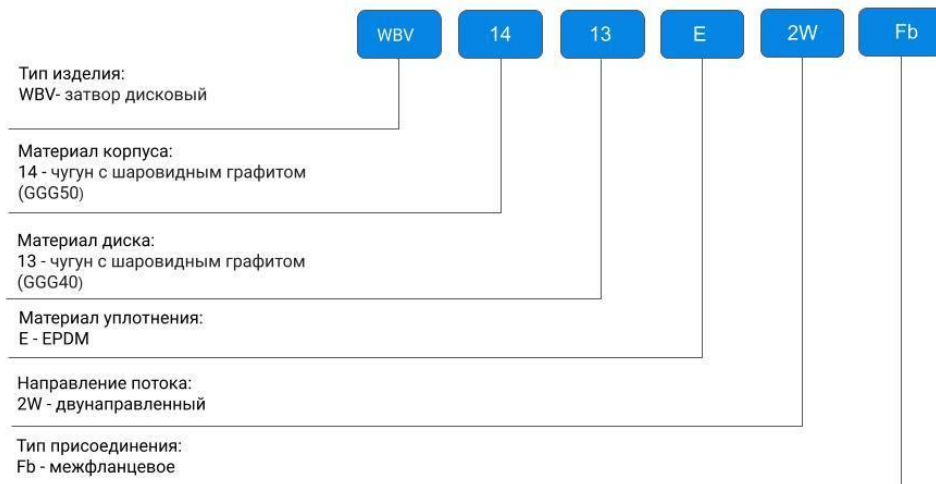 WBV 14 13 E 2W Fb
Тип изделия:
WBV- затвор дисковый
Материал корпуса:
14 - чугун с шаровидным графитом
(GGG50)
Материал диска:
13 - чугун с шаровидным графитом
(GGG40)
Материал уплотнения:
E - EPDM
Направление потока:
2W - двунаправленный
Тип присоединения:
Fb - межфланцевое